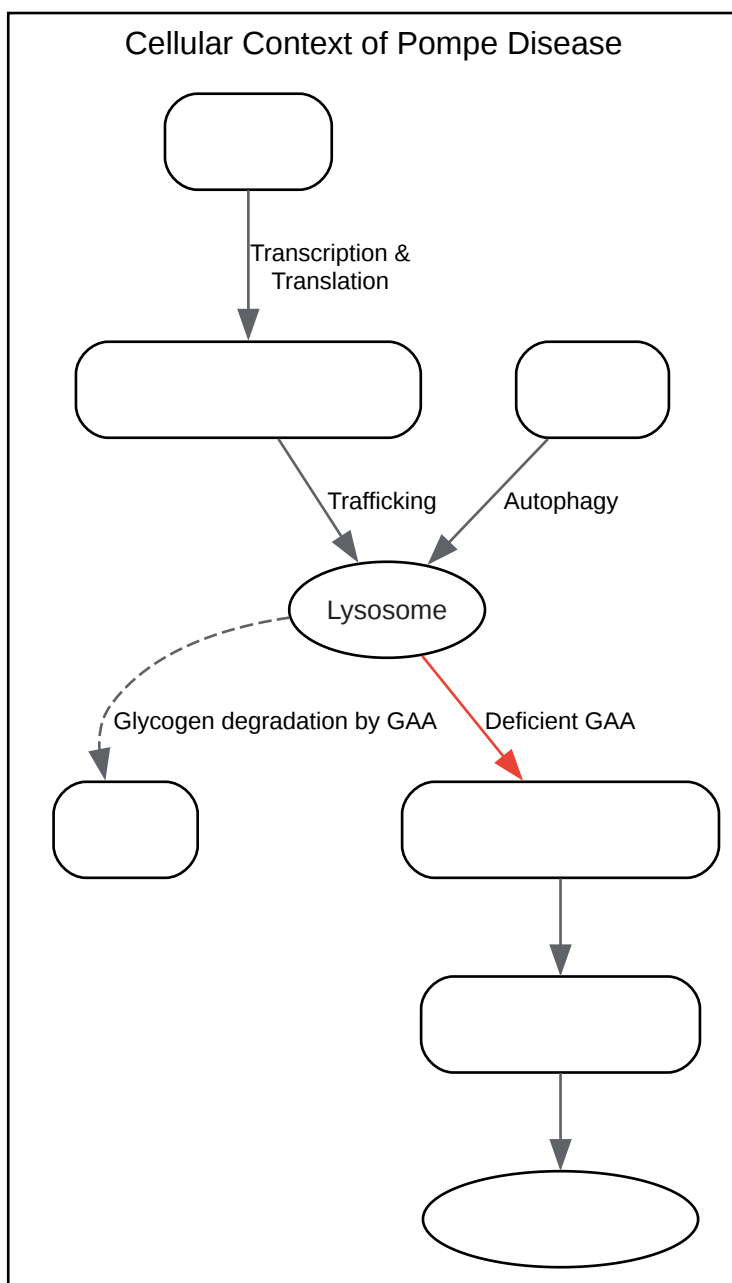 Cellular Context of Pompe Disease
Transcription &
Translation
Trafficking
Autophagy
Lysosome
Glycogen degradation by GAA
Deficient GAA